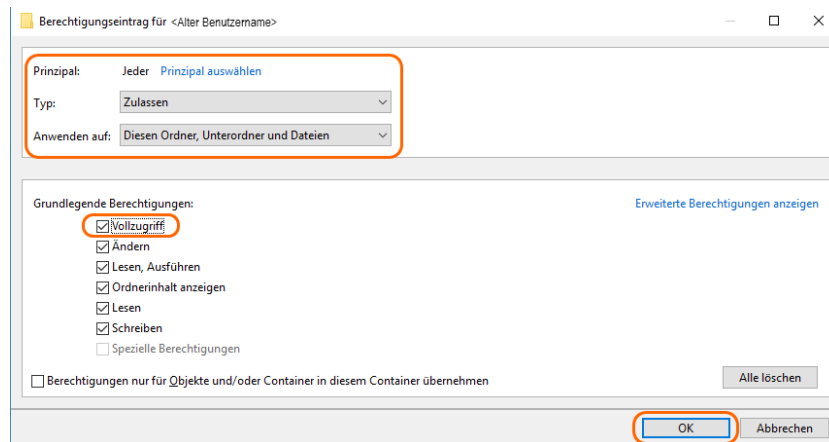 Berechtigungseintrag für <Alter Benutzername>
Prinzipal: Jeder Prinzipal auswählen
Typ: Zulassen
Anwenden auf: Diesen Ordner, Unterordner und Dateien
Grundlegende Berechtigungen: Erweiterte Berechtigungen anzeigen
Vollzugriff
Ändern
Lesen, Ausführen
Ordnerinhalt anzeigen
Lesen
Schreiben
Spezielle Berechtigungen
Berechtigungen nur für Objekte und/oder Container in diesem Container übernehmen
Alle löschen
OK Abbrechen